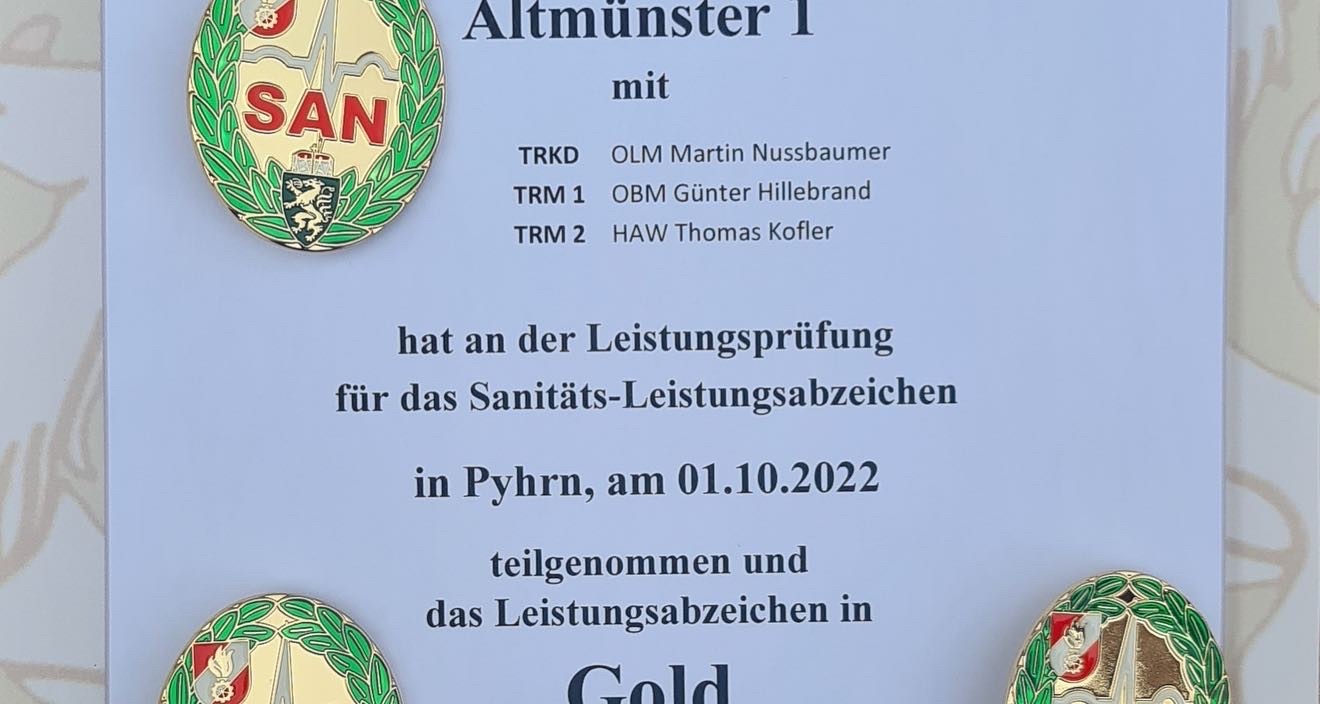 Altmünster 1
mit
SAN
TRKD OLM Martin Nussbaumer
TRM 1 OBM Günter Hillebrand
TRM 2 HAW Thomas Kofler
hat an der Leistungsprüfung
für das Sanitäts-Leistungsabzeichen
in Pyhrn, am 01.10.2022
teilgenommen und
das Leistungsabzeichen in
Gold